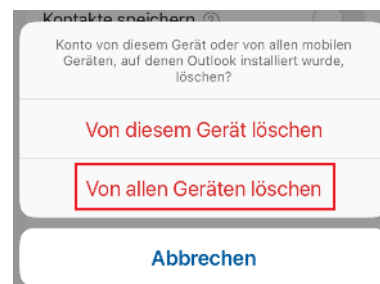 Kontakte speichern ?
Konto von diesem Gerät oder von allen mobilen
Geräten, auf denen Outlook installiert wurde,
löschen?
Von diesem Gerät löschen
Von allen Geräten löschen
Abbrechen